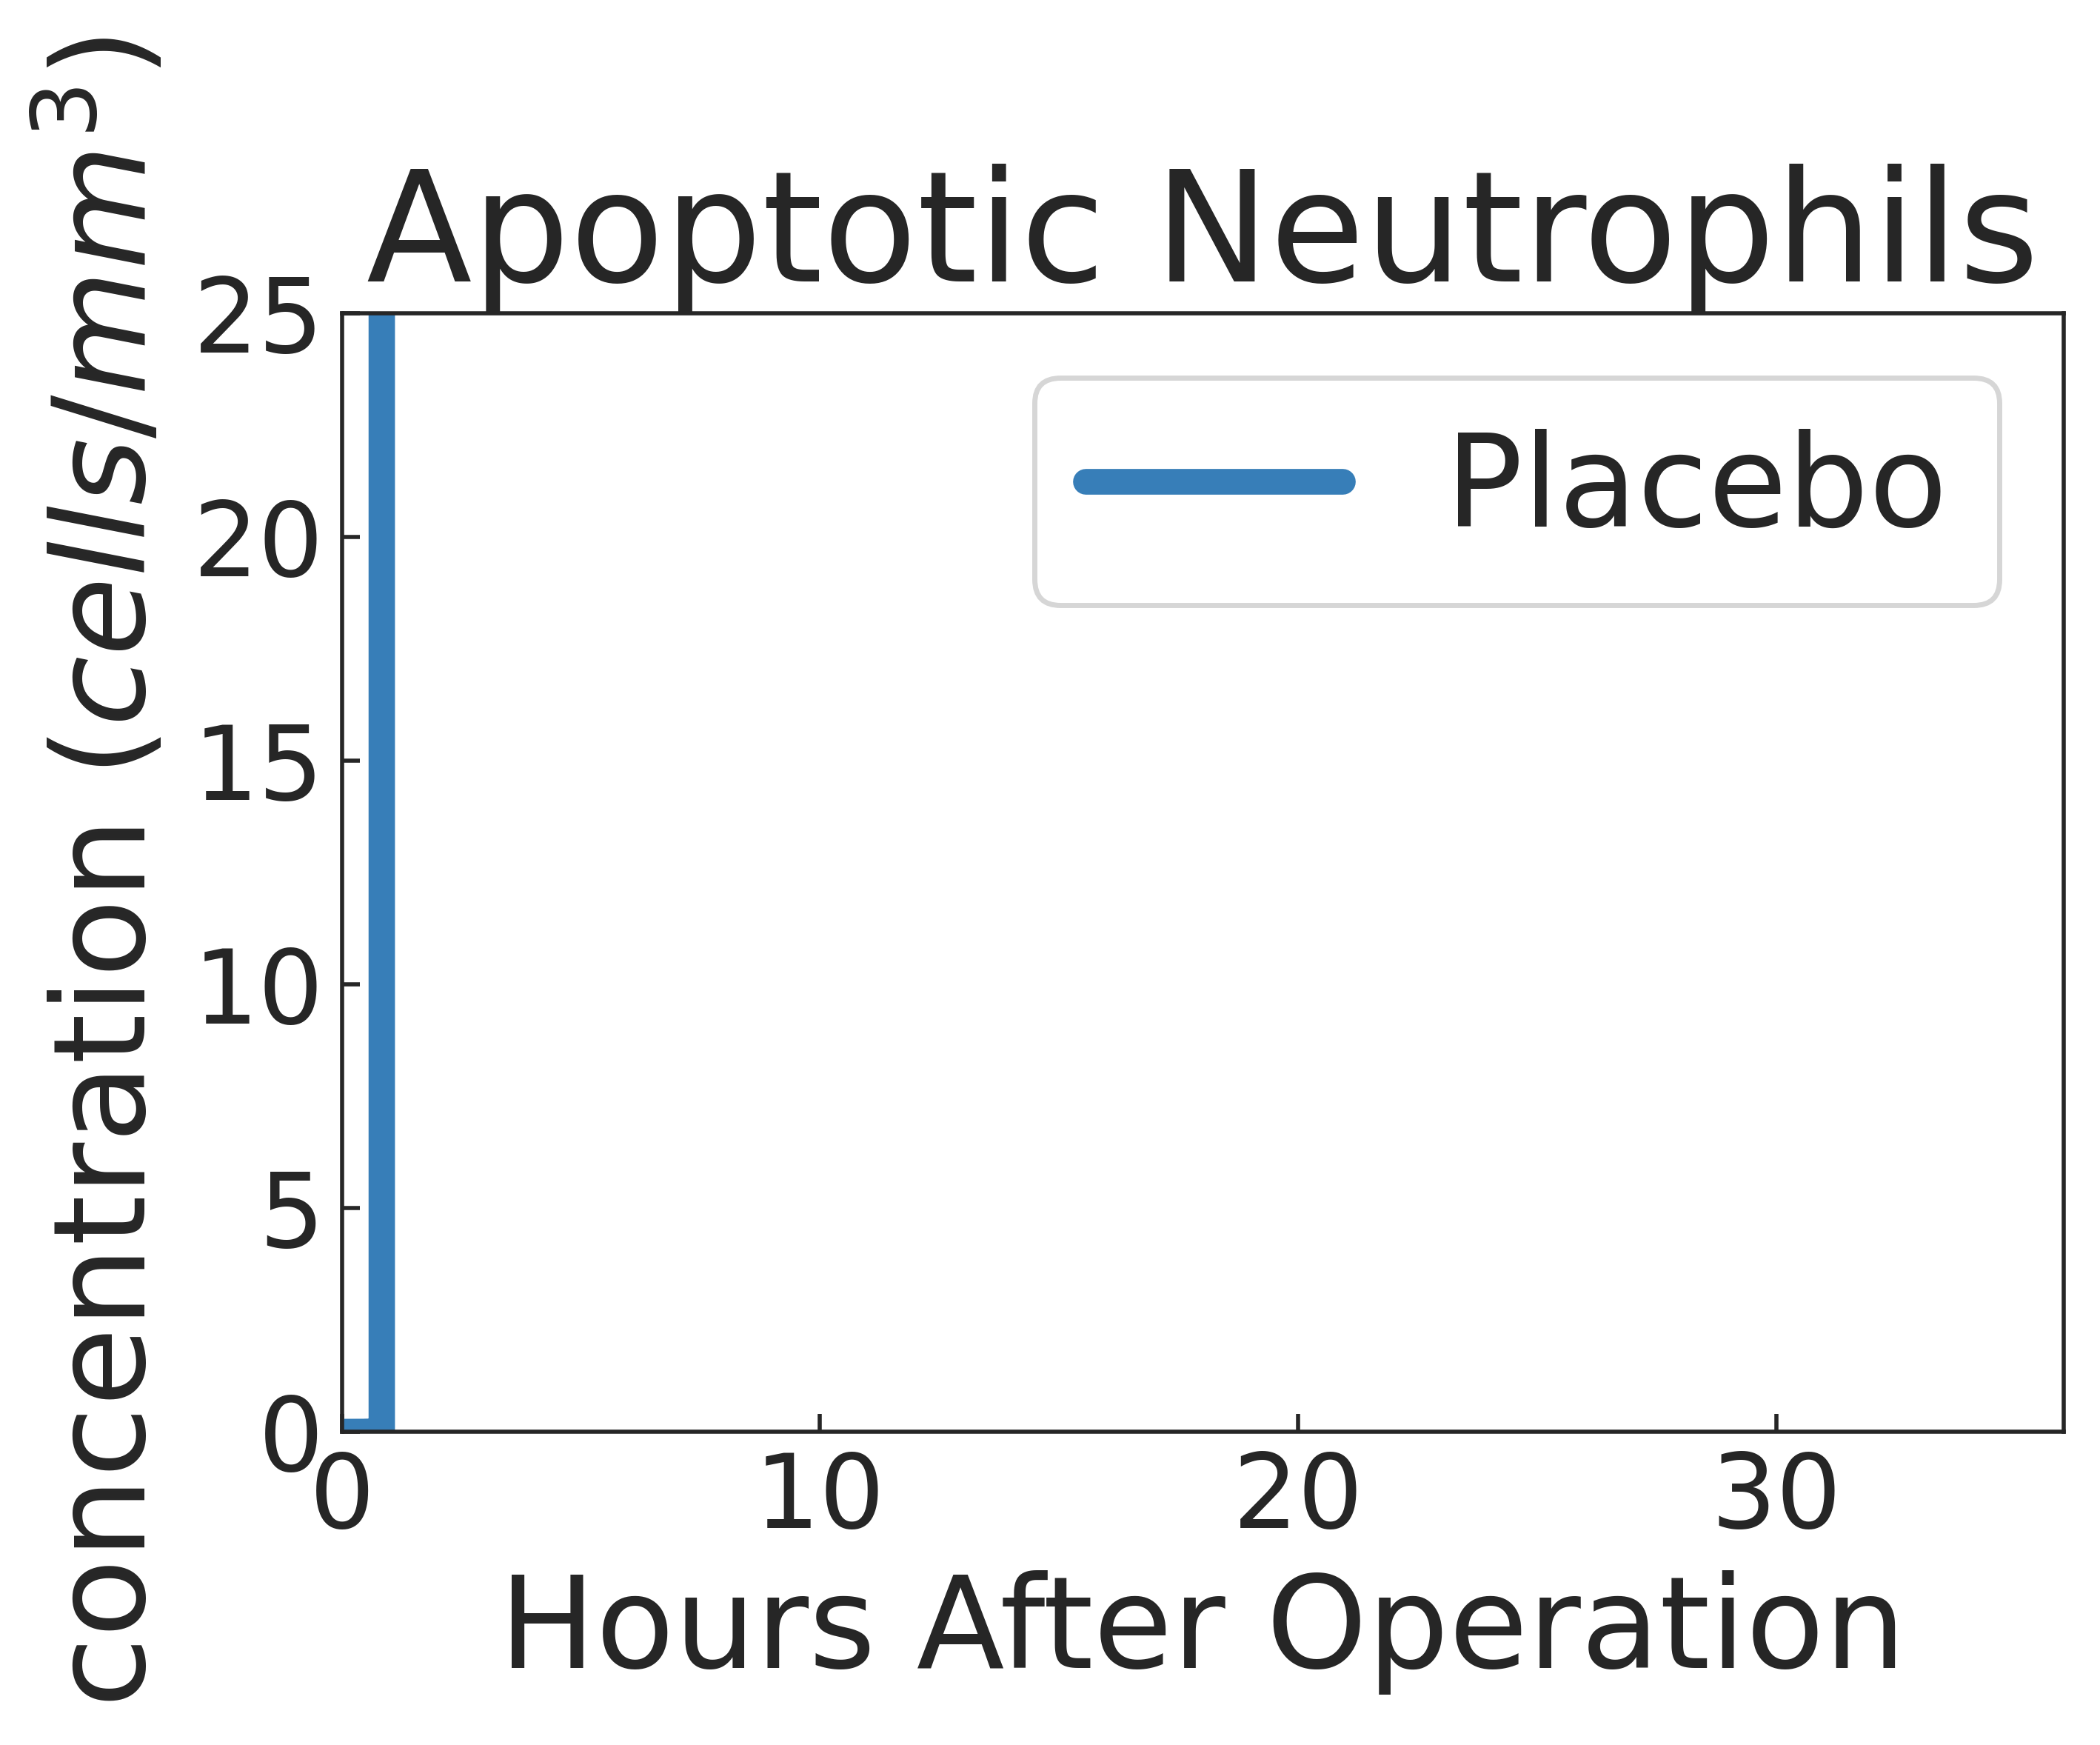 Apoptotic Neutrophils
concentration (cells/mm³)
25
20
15
10
5
0
Placebo
0 10 20 30
Hours After Operation